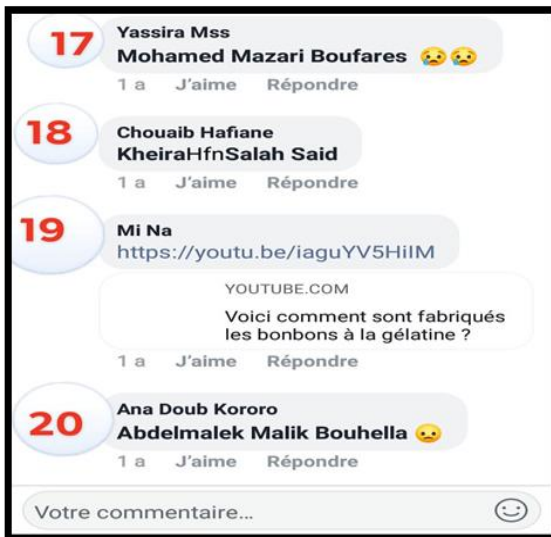 17
Yassira Mss
Mohamed Mazari Boufares 😥😥
1 a J'aime Répondre
18
Chouaib Hafiane
KheiraHfnSalah Said
1 a J'aime Répondre
19
Mi Na
https://youtu.be/iaguYV5HiIM
YOUTUBE.COM
Voici comment sont fabriqués
les bonbons à la gélatine ?
1 a J'aime Répondre
20
Ana Doub Kororo
Abdelmalek Malik Bouhella 😞
1 a J'aime Répondre
Votre commentaire...